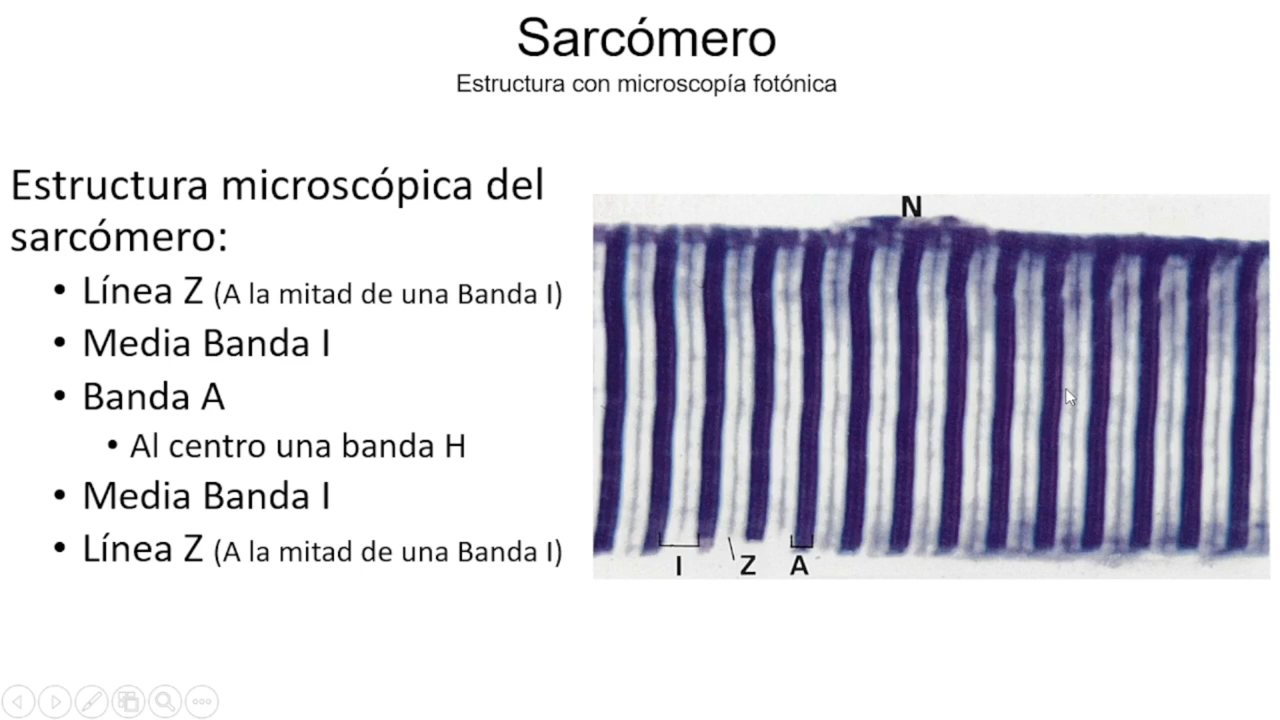 Sarcómero
Estructura con microscopía fotónica
Estructura microscópica del
sarcómero:
• Línea Z (A la mitad de una Banda I)
• Media Banda I
• Banda A
• Al centro una banda H
• Media Banda I
• Línea Z (A la mitad de una Banda I)
N
I Z A